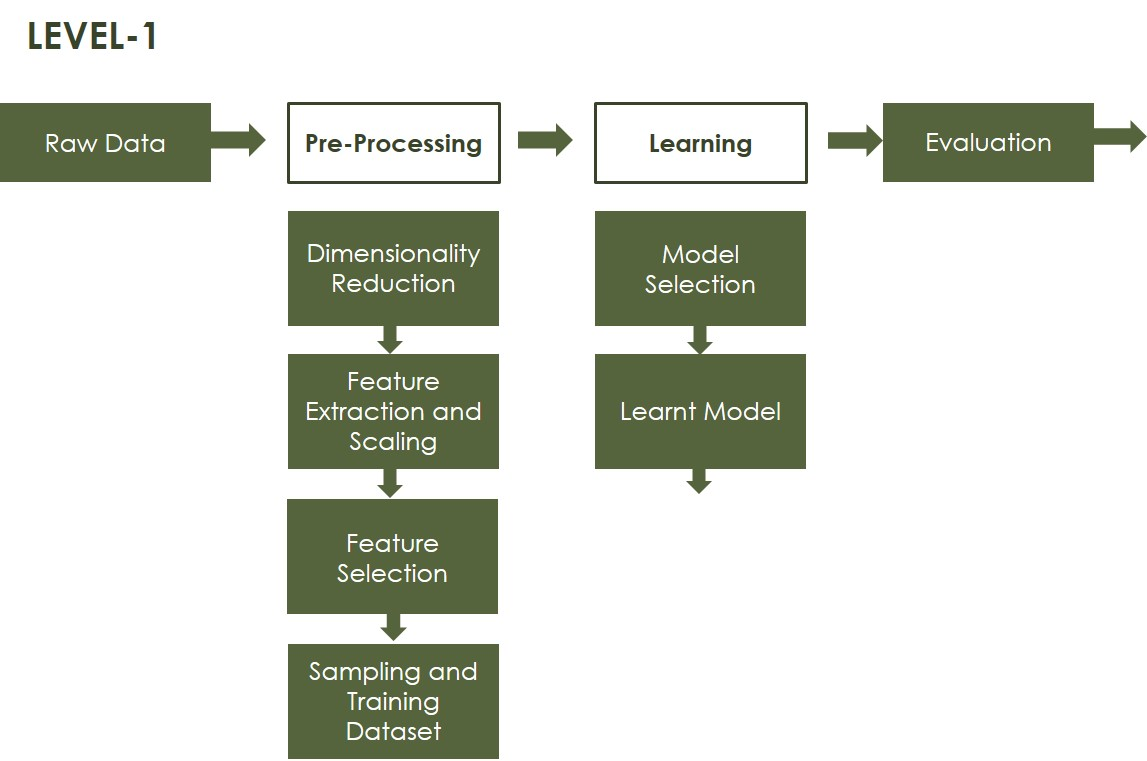 LEVEL-1
Raw Data
Pre-Processing
Learning
Evaluation
Dimensionality
Reduction
Feature
Extraction and
Scaling
Feature
Selection
Sampling and
Training
Dataset
Model
Selection
Learnt Model